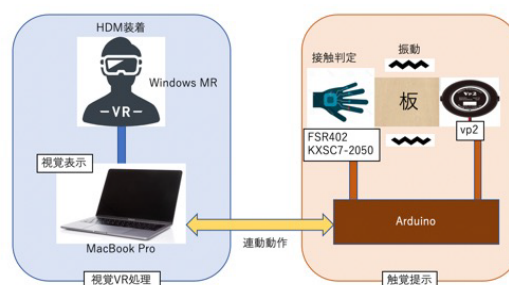 HDM装着
Windows MR
-VR-
視覚表示
MacBook Pro
視覚VR処理
連動動作
接触判定
振動
板
FSR402
KXSC7-2050
vp2
Arduino
触覚提示